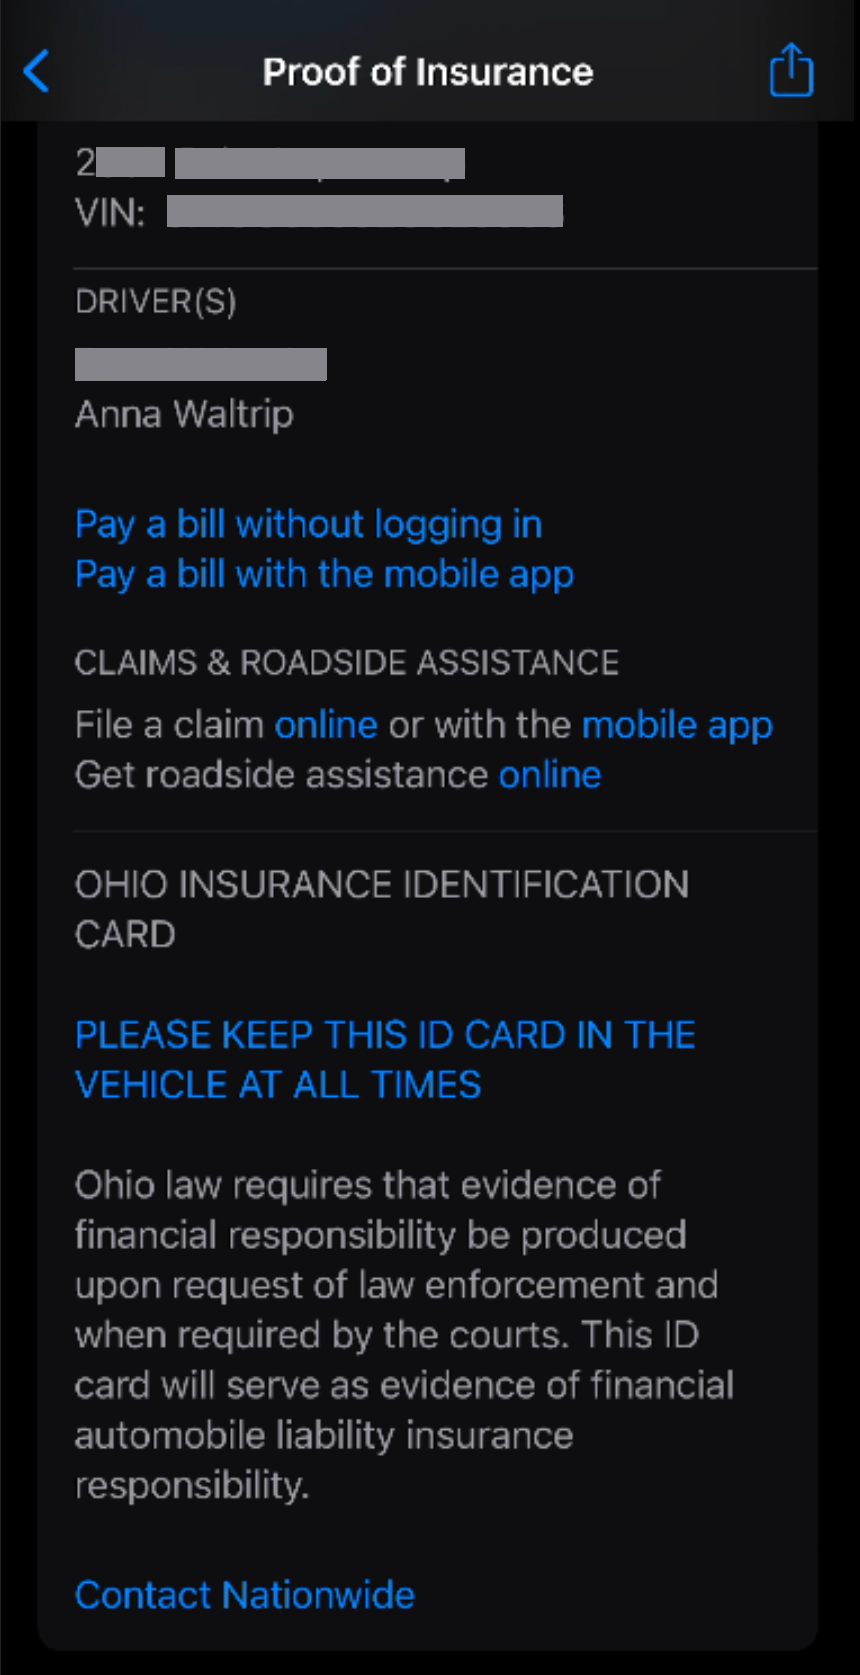 Proof of Insurance
2
VIN:
DRIVER(S)
Anna Waltrip
Pay a bill without logging in
Pay a bill with the mobile app
CLAIMS & ROADSIDE ASSISTANCE
File a claim online or with the mobile app
Get roadside assistance online
OHIO INSURANCE IDENTIFICATION
CARD
PLEASE KEEP THIS ID CARD IN THE
VEHICLE AT ALL TIMES
Ohio law requires that evidence of
financial responsibility be produced
upon request of law enforcement and
when required by the courts. This ID
card will serve as evidence of financial
automobile liability insurance
responsibility.
Contact Nationwide